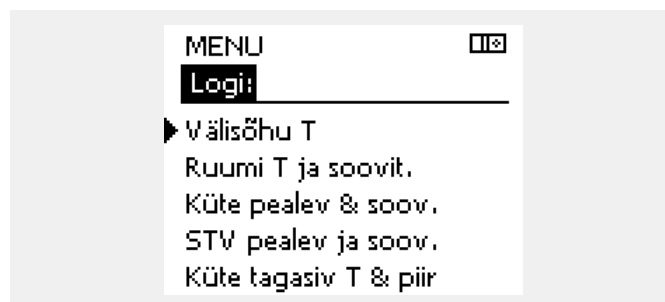 MENU
Logi:
Välisõhu T
Ruumi T ja soovit.
Küte pealev & soov.
STV pealev ja soov.
Küte tagasiv T & piir